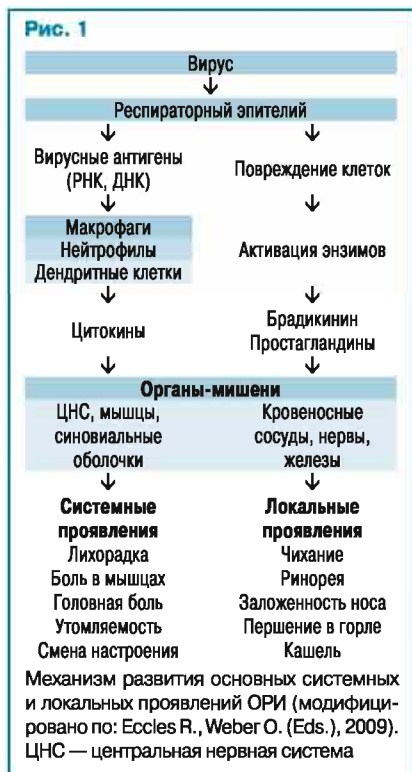 Рис. 1
Вирус
↓
Респираторный эпителий
↓ ↓
Вирусные антигены
(РНК, ДНК)
Повреждение клеток
↓
Макрофаги
Нейтрофилы
Дендритные клетки
Активация энзимов
↓ ↓
Цитокины
Брадикинин
Простагландины
↓ ↓
Органы-мишени
ЦНС, мышцы,
синовиальные
оболочки
Кровеносные
сосуды, нервы,
железы
↓ ↓
Системные
проявления
Лихорадка
Боль в мышцах
Головная боль
Утомляемость
Смена настроения
Локальные
проявления
Чихание
Ринорея
Заложенность носа
Першение в горле
Кашель
Механизм развития основных системных
и локальных проявлений ОРИ (модифици-
ровано по: Eccles R., Weber O. (Eds.), 2009).
ЦНС — центральная нервная система